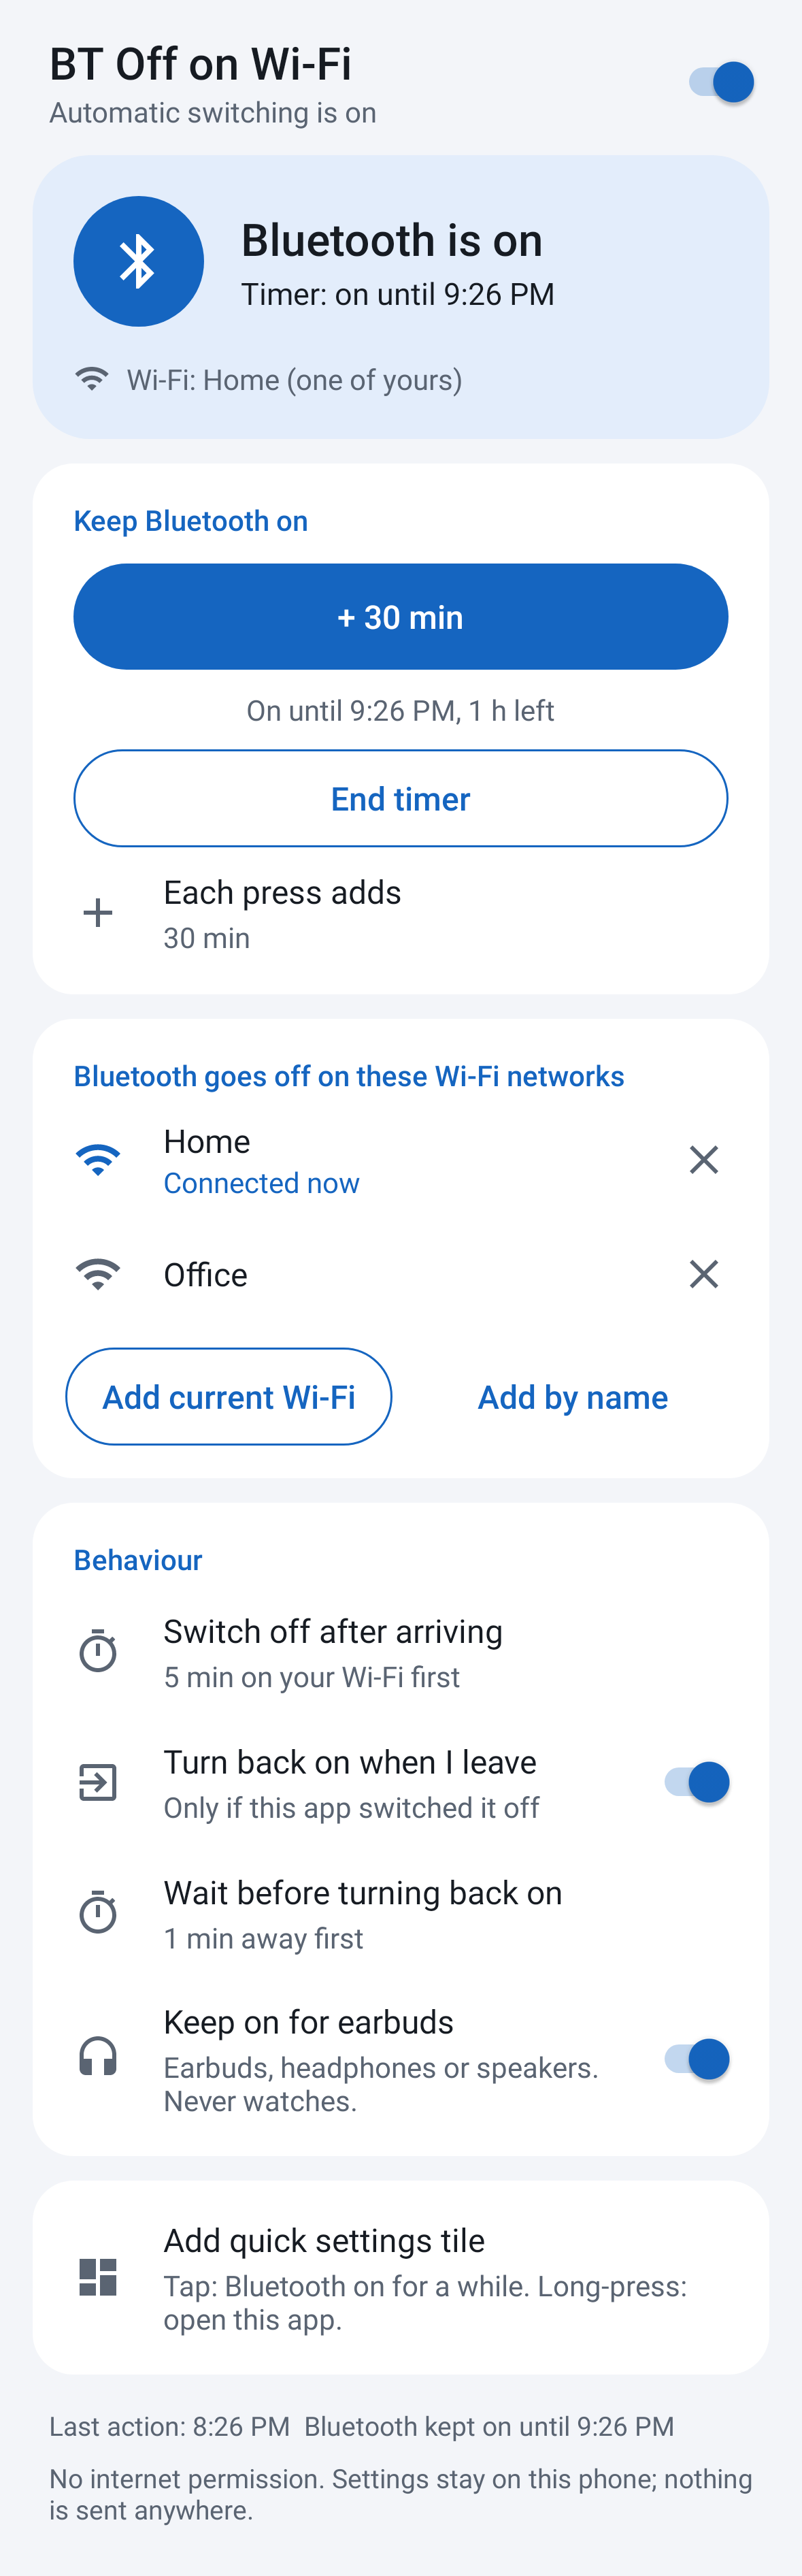 BT Off on Wi-Fi
Automatic switching is on
Bluetooth is on
Timer: on until 9:26 PM
Wi-Fi: Home (one of yours)
Keep Bluetooth on
+ 30 min
On until 9:26 PM, 1 h left
End timer
Each press adds
30 min
Bluetooth goes off on these Wi-Fi networks
Home
Connected now
Office
Add current Wi-Fi
Add by name
Behaviour
Switch off after arriving
5 min on your Wi-Fi first
Turn back on when I leave
Only if this app switched it off
Wait before turning back on
1 min away first
Keep on for earbuds
Earbuds, headphones or speakers.
Never watches.
Add quick settings tile
Tap: Bluetooth on for a while. Long-press:
open this app.
Last action: 8:26 PM  Bluetooth kept on until 9:26 PM
No internet permission. Settings stay on this phone; nothing
is sent anywhere.